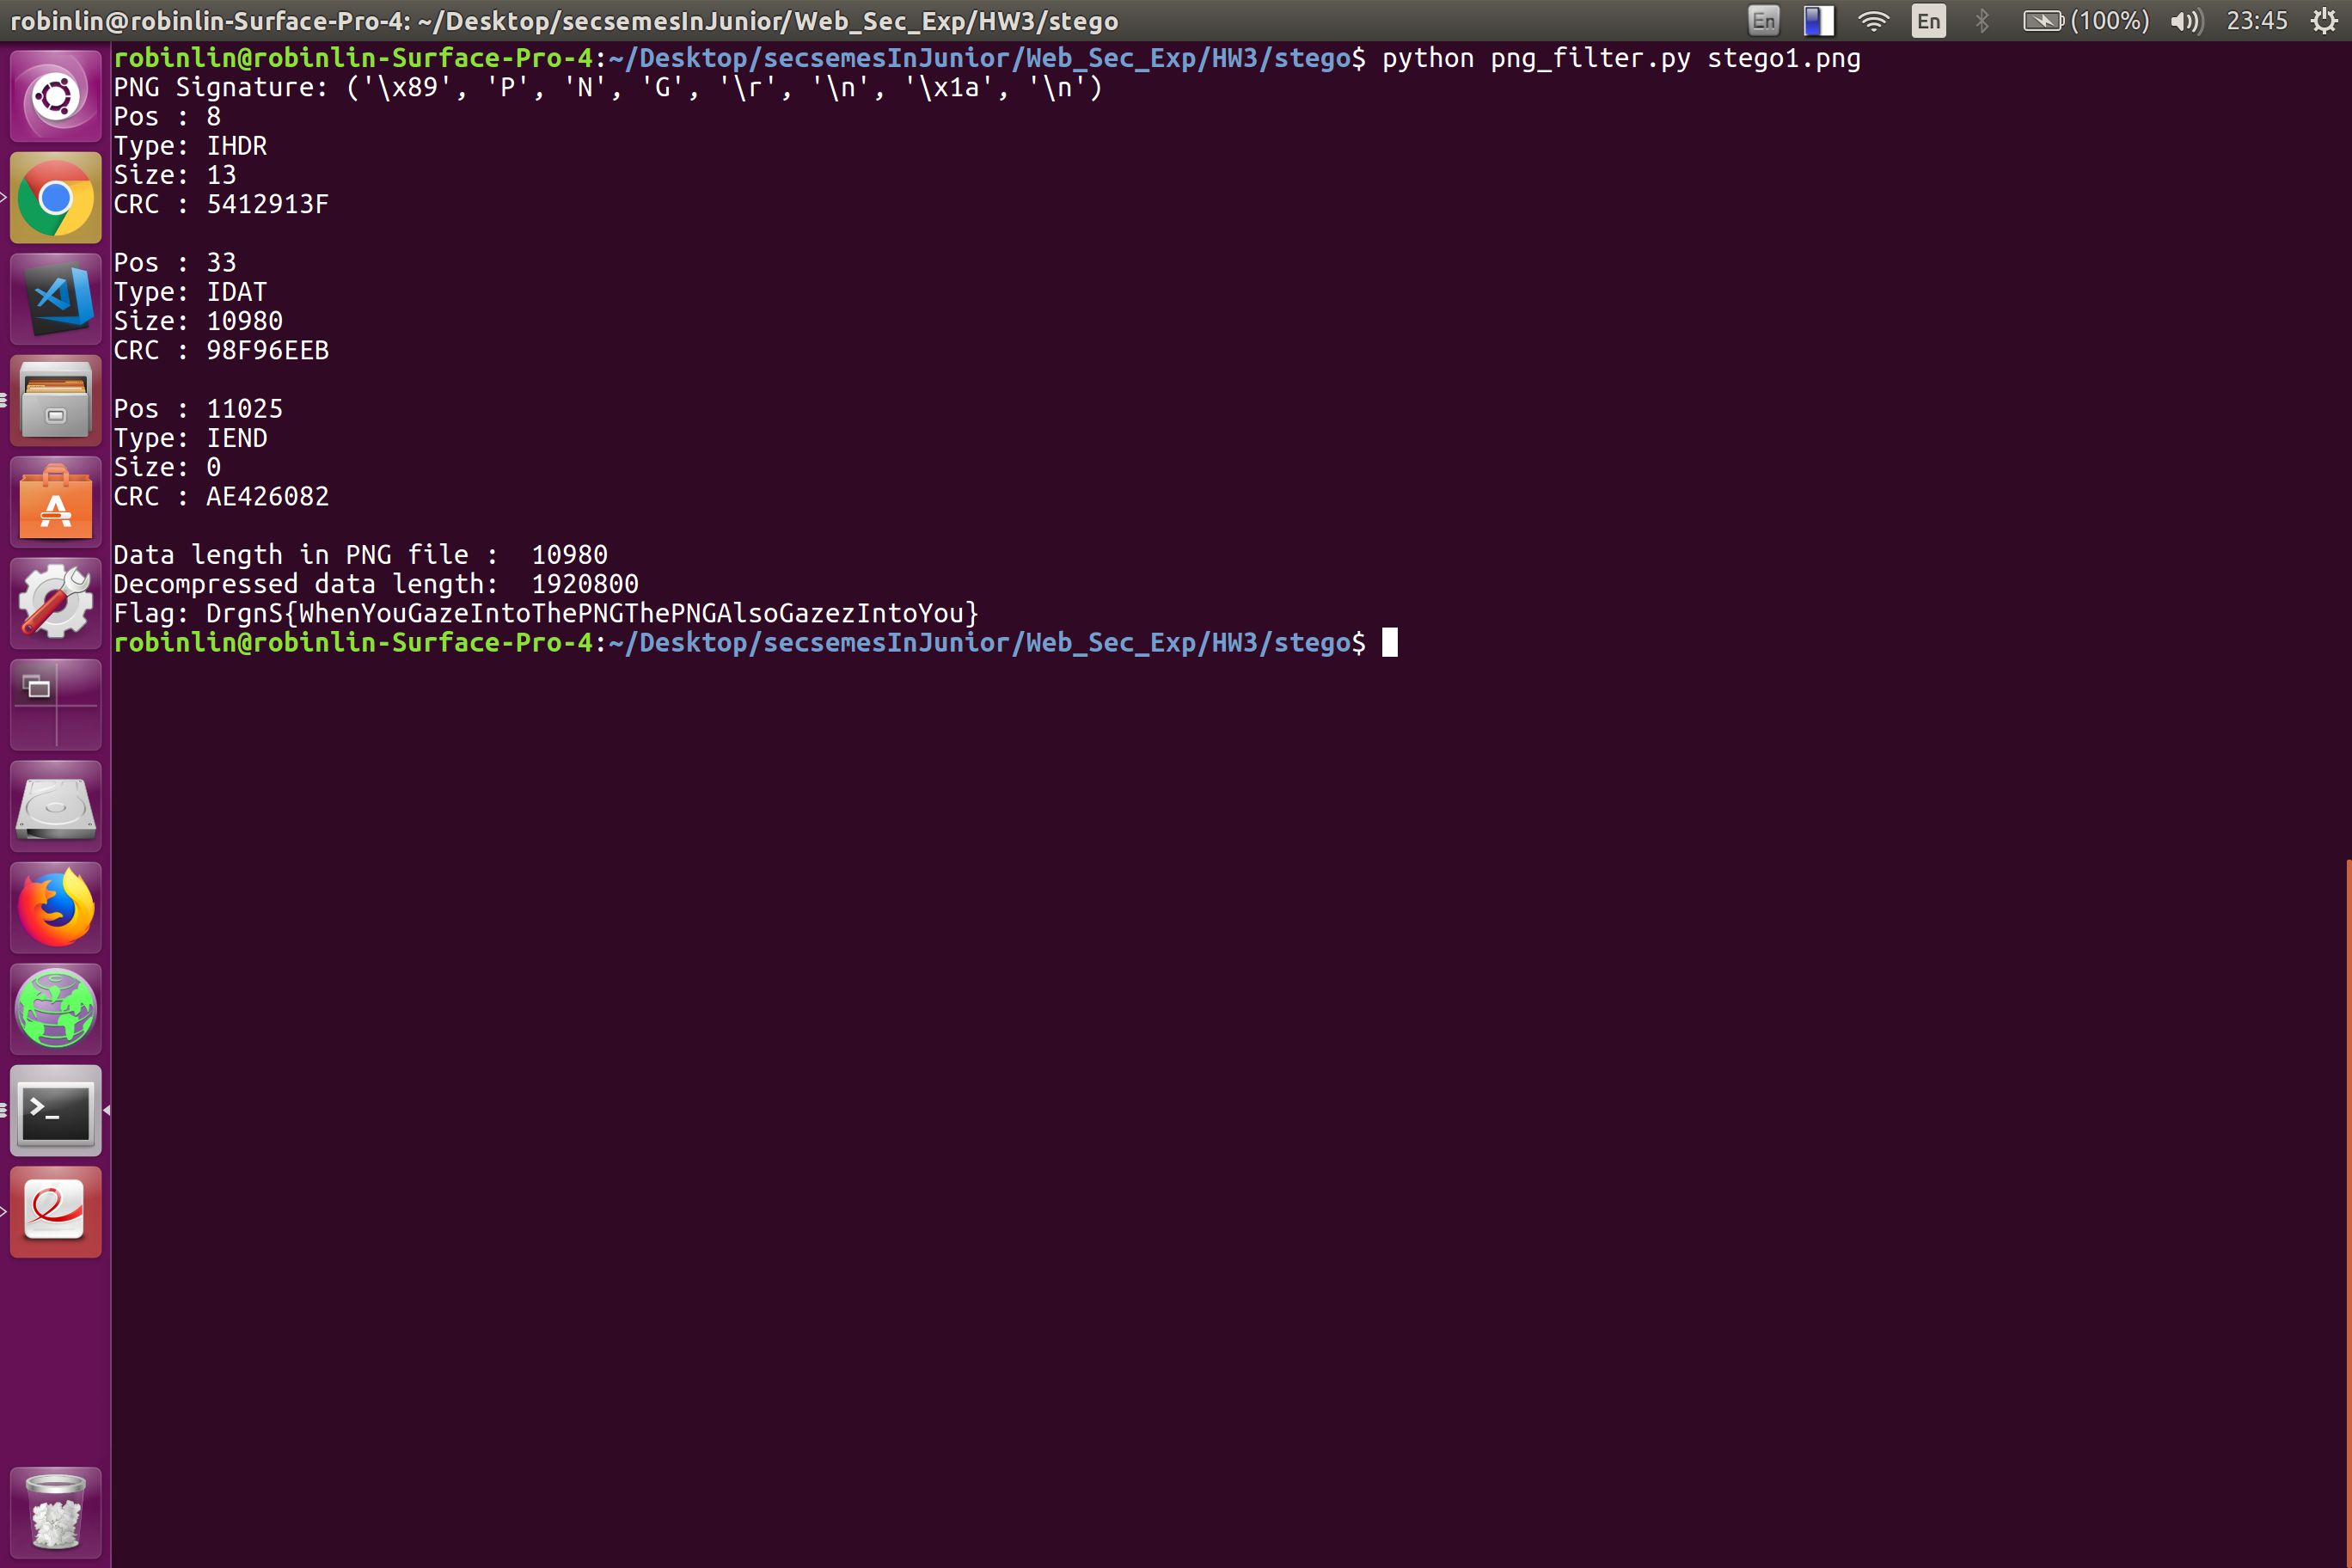 robinlin@robinlin-Surface-Pro-4: ~/Desktop/secsemesInJunior/Web_Sec_Exp/HW3/stego En En (100%) 23:45
robinlin@robinlin-Surface-Pro-4:~/Desktop/secsemesInJunior/Web_Sec_Exp/HW3/stego$ python png_filter.py stego1.png
PNG Signature: ('\x89', 'P', 'N', 'G', '\r', '\n', '\x1a', '\n')
Pos : 8
Type: IHDR
Size: 13
CRC : 5412913F
Pos : 33
Type: IDAT
Size: 10980
CRC : 98F96EEB
Pos : 11025
Type: IEND
Size: 0
CRC : AE426082
Data length in PNG file :  10980
Decompressed data length:  1920800
Flag: DrgnS{WhenYouGazeIntoThePNGThePNGAlsoGazezIntoYou}
robinlin@robinlin-Surface-Pro-4:~/Desktop/secsemesInJunior/Web_Sec_Exp/HW3/stego$